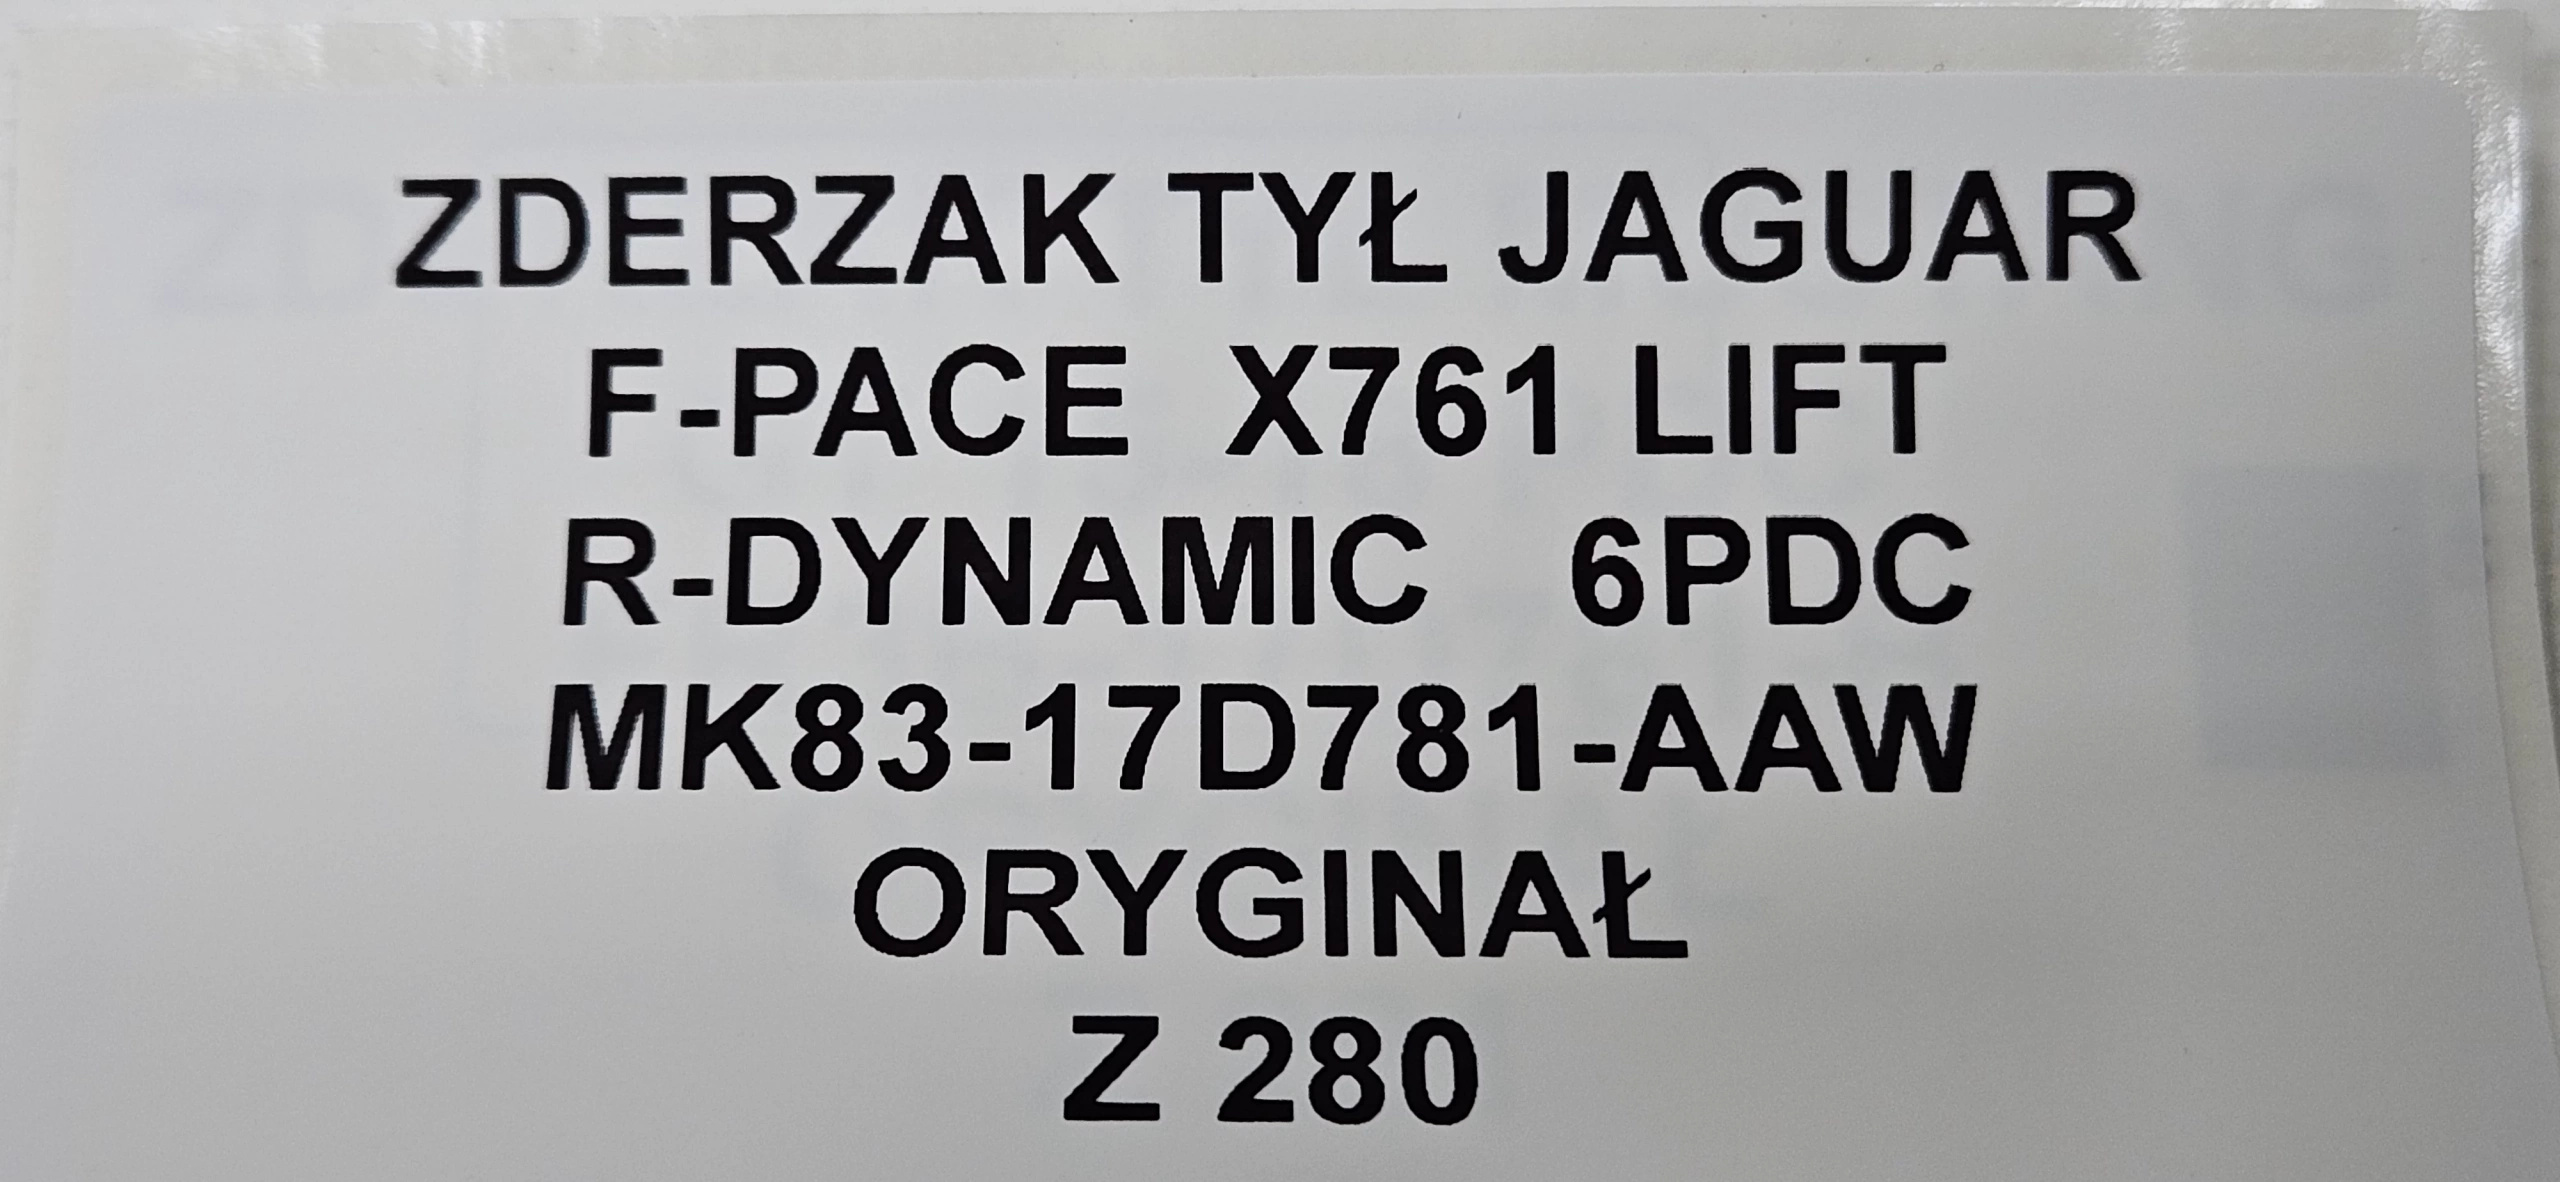 ZDERZAK TYŁ JAGUAR
F-PACE X761 LIFT
R-DYNAMIC 6PDC
MK83-17D781-AAW
ORYGINAŁ
Z 280